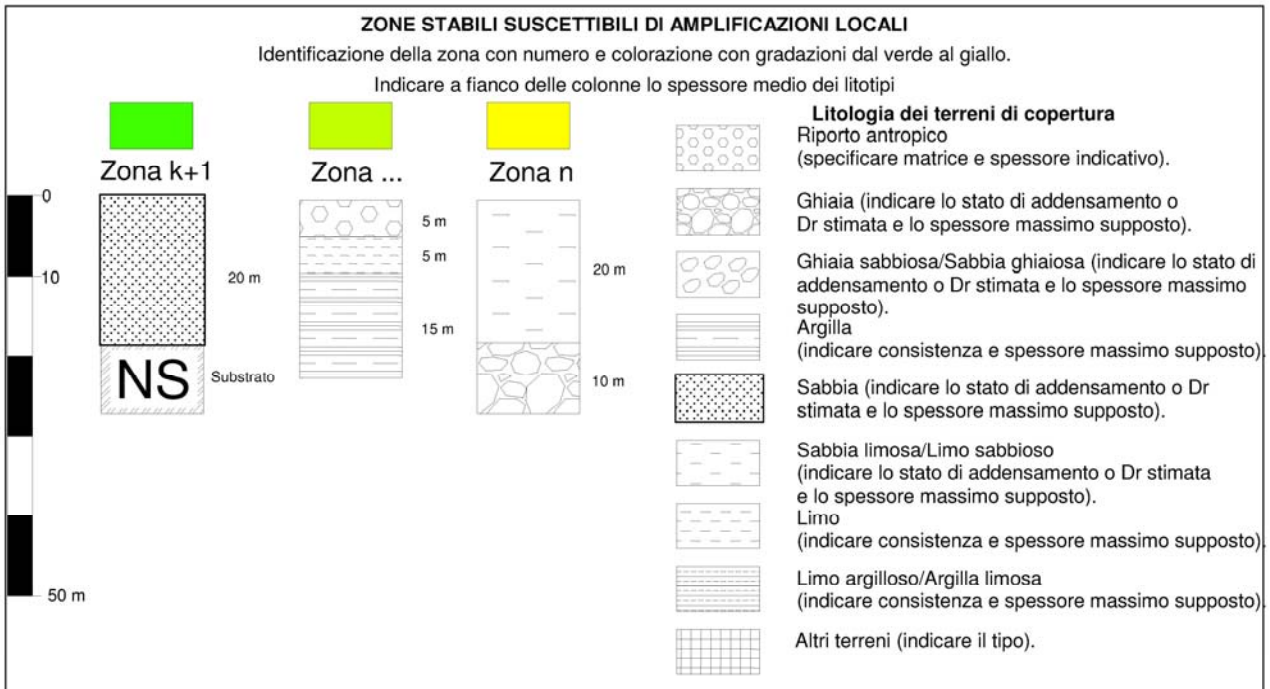 ZONE STABILI SUSCETTIBILI DI AMPLIFICAZIONI LOCALI
Identificazione della zona con numero e colorazione con gradazioni dal verde al giallo.
Indicare a fianco delle colonne lo spessore medio dei litotipi
Zona k+1
Zona ...
Zona n
0
10
50 m
20 m
NS
Substrato
5 m
5 m
15 m
20 m
10 m
Litologia dei terreni di copertura
Riporto antropico
(specificare matrice e spessore indicativo).
Ghiaia (indicare lo stato di addensamento o
Dr stimata e lo spessore massimo supposto).
Ghiaia sabbiosa/Sabbia ghiaiosa (indicare lo stato di
addensamento o Dr stimata e lo spessore massimo
supposto).
Argilla
(indicare consistenza e spessore massimo supposto).
Sabbia (indicare lo stato di addensamento o Dr
stimata e lo spessore massimo supposto).
Sabbia limosa/Limo sabbioso
(indicare lo stato di addensamento o Dr stimata
e lo spessore massimo supposto).
Limo
(indicare consistenza e spessore massimo supposto).
Limo argilloso/Argilla limosa
(indicare consistenza e spessore massimo supposto).
Altri terreni (indicare il tipo).